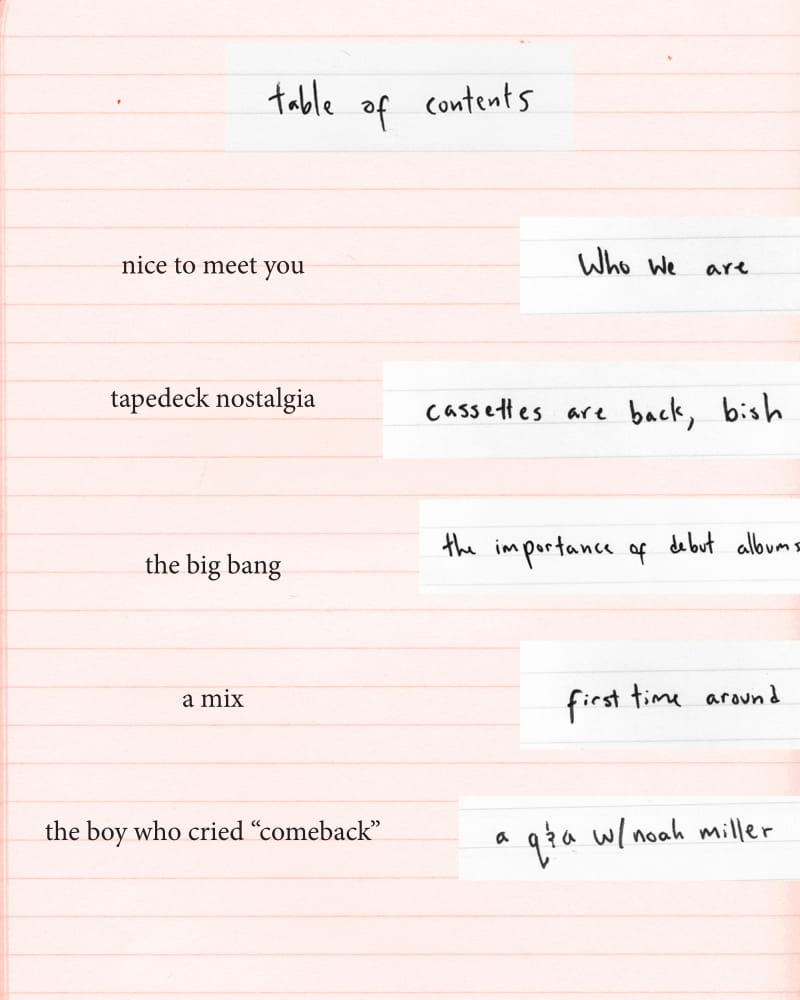 table of contents
nice to meet you
Who We are
tapedeck nostalgia
cassettes are back, bish
the importance of debut albums
the big bang
a mix
first time around
the boy who cried “comeback”
a q&a w/noah miller